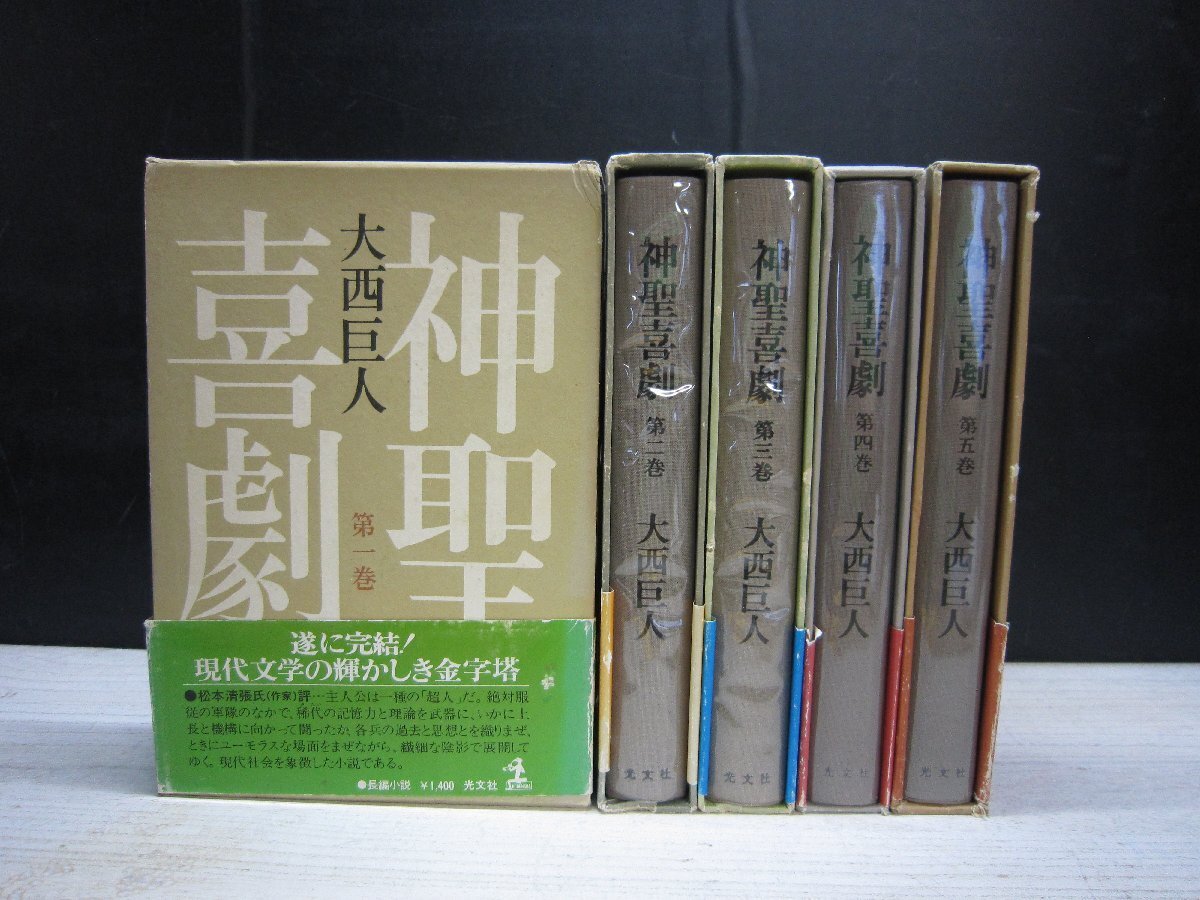 神聖
喜劇
大西巨人
第一巻
遂に完結!
現代文学の輝かしき金字塔
●松本清張氏(作家)評…主人公は一種の「超人」だ。絶対服
従の軍隊のなかで、稀代の記憶力と理論を武器に、いかに上
長と機構に向かって闘ったか、各兵の過去と思想とを織りまぜ、
ときにユーモラスな場面をまぜながら、繊細な陰影で展開して
ゆく。現代社会を象徴した小説である。
●長編小説 ¥1,400 光文社
神聖喜劇 第二巻 大西巨人
光文社
神聖喜劇 第三巻 大西巨人
光文社
神聖喜劇 第四巻 大西巨人
光文社
神聖喜劇 第五巻 大西巨人
光文社